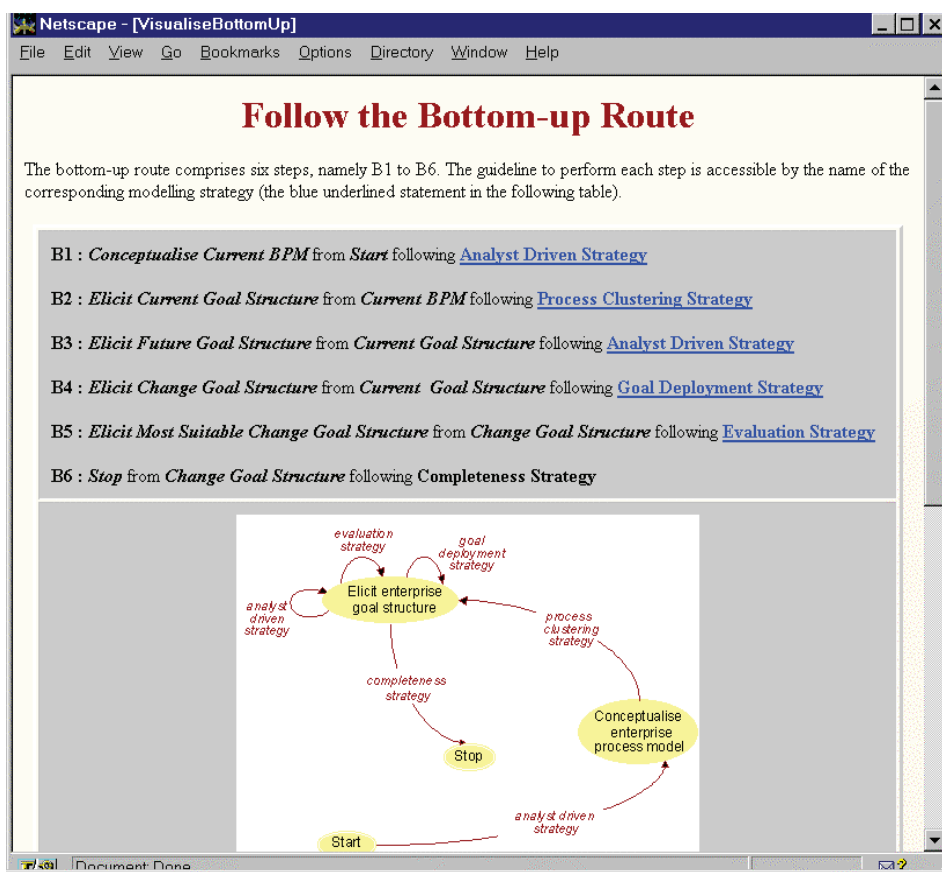 Netscape - [VisualiseBottomUp]
File Edit View Go Bookmarks Options Directory Window Help
Follow the Bottom-up Route
The bottom-up route comprises six steps, namely B1 to B6. The guideline to perform each step is accessible by the name of the
corresponding modelling strategy (the blue underlined statement in the following table).
B1 : Conceptualise Current BPM from Start following Analyst Driven Strategy
B2 : Elicit Current Goal Structure from Current BPM following Process Clustering Strategy
B3 : Elicit Future Goal Structure from Current Goal Structure following Analyst Driven Strategy
B4 : Elicit Change Goal Structure from Current Goal Structure following Goal Deployment Strategy
B5 : Elicit Most Suitable Change Goal Structure from Change Goal Structure following Evaluation Strategy
B6 : Stop from Change Goal Structure following Completeness Strategy
evaluation
strategy
goal
deployment
strategy
Elicit enterprise
goal structure
analyst
driven
strategy
process
clustering
strategy
completeness
strategy
Conceptualise
enterprise
process model
Stop
analyst driven
strategy
Start
Document: Done